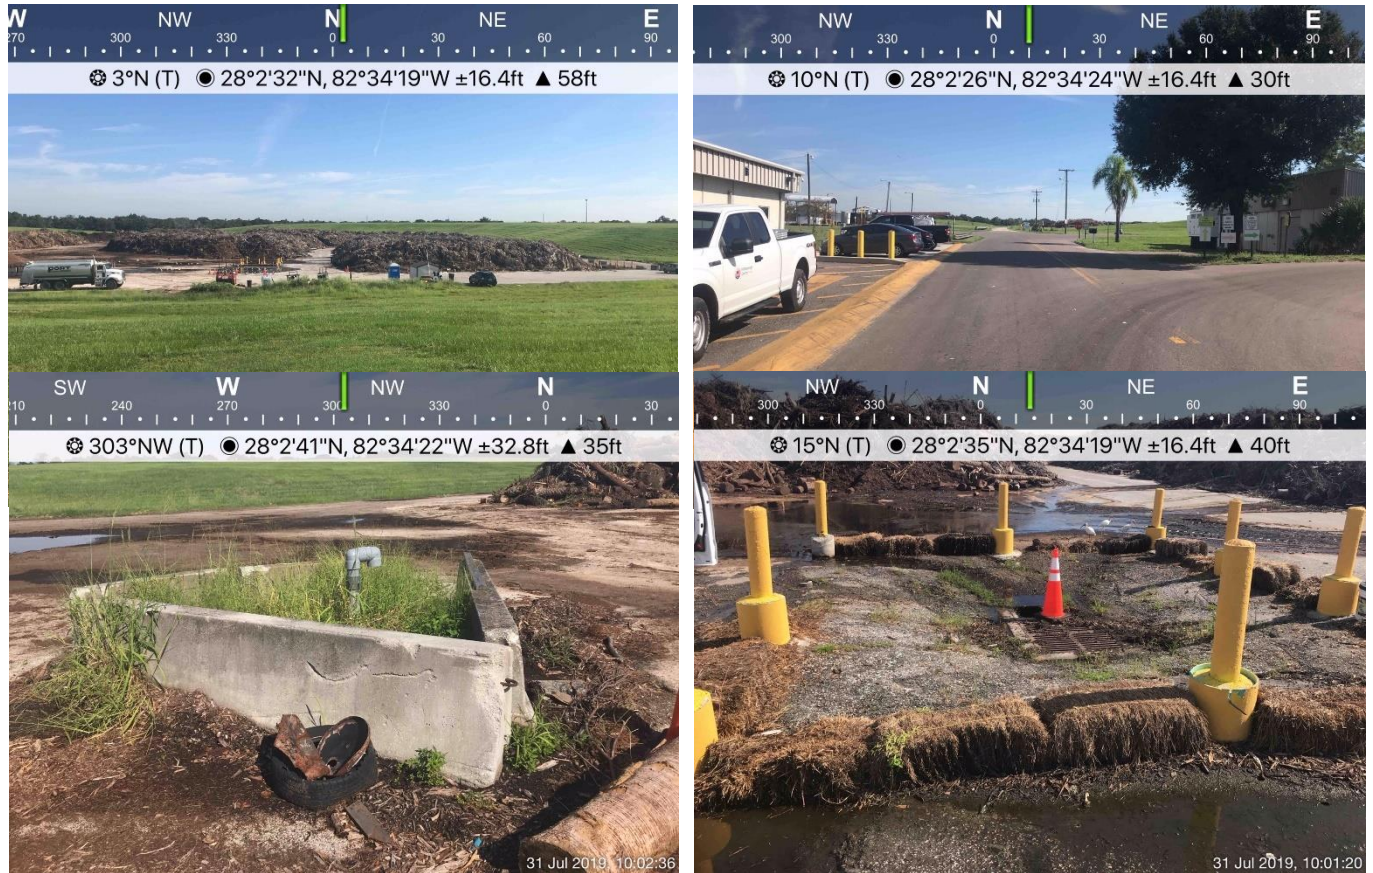 W NW N NE E
270 300 330 0 30 60 90
3°N (T) 28°2'32"N, 82°34'19"W ±16.4ft ▲ 58ft
NW N NE E
300 330 0 30 60 90
10°N (T) 28°2'26"N, 82°34'24"W ±16.4ft ▲ 30ft
SW W NW N
210 240 270 300 330 0 30
303°NW (T) 28°2'41"N, 82°34'22"W ±32.8ft ▲ 35ft
31 Jul 2019, 10:02:36
NW N NE E
300 330 0 30 60 90
15°N (T) 28°2'35"N, 82°34'19"W ±16.4ft ▲ 40ft
31 Jul 2019, 10:01:20